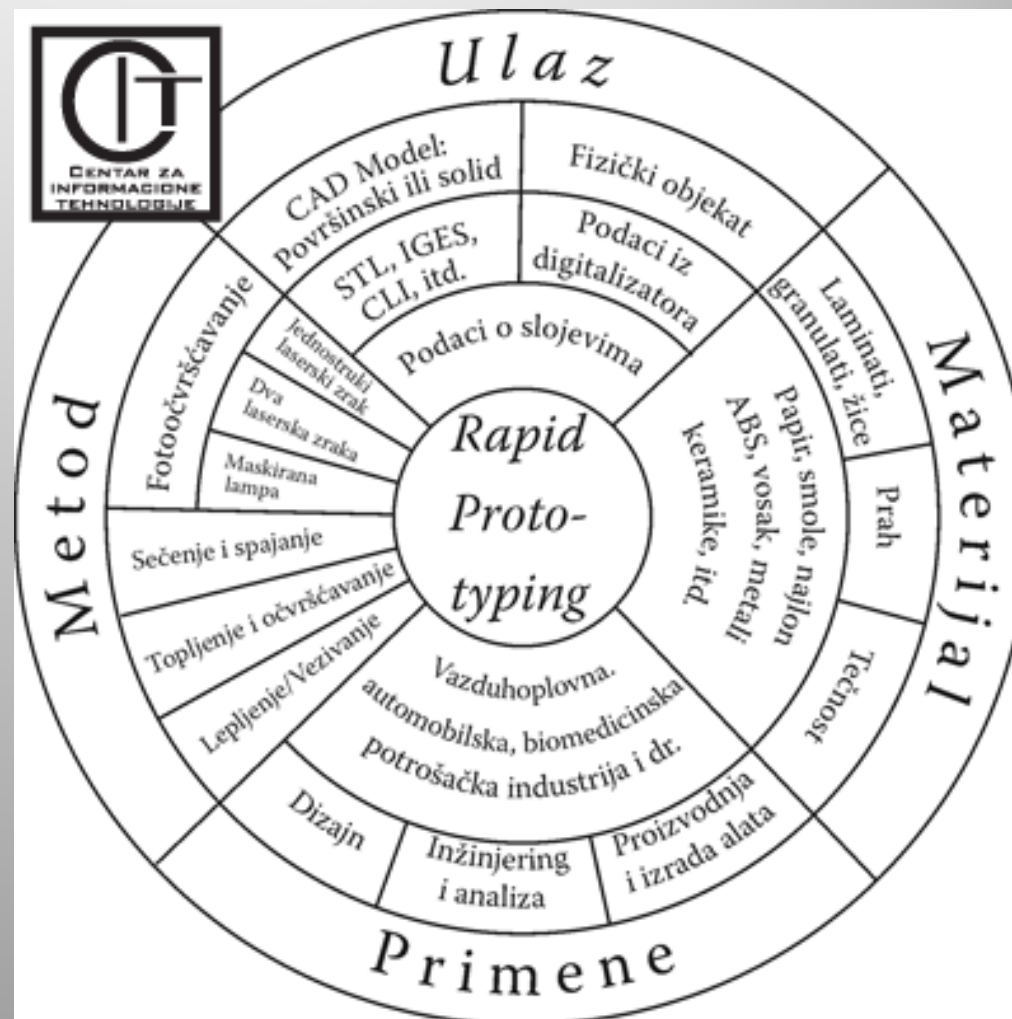 CENTAR ZA
INFORMACIONE
TEHNOLOGIJE
Ulaz
CAD Model:
Površinski ili solid
Fizički objekat
STL, IGES,
CLI, itd.
Podaci iz
digitalizatora
Podaci o slojevima
Materijal
Laminati,
granulati, žice
Prah
Tečnost
Papir, smole, najlon
ABS, vosak, metali
keramike, itd.
Primene
Vazduhoplovna.
automobilska, biomedicinska
potrošačka industrija i dr.
Dizajn
Inžinjering
i analiza
Proizvodnja
i izrada alata
Metod
Fotoočvršćavanje
Jednostruki
laserski zrak
Dva
laserska zraka
Maskirana
lampa
Sečenje i spajanje
Topljenje i očvršćavanje
Lepljenje/Vezivanje
Rapid
Proto-
typing